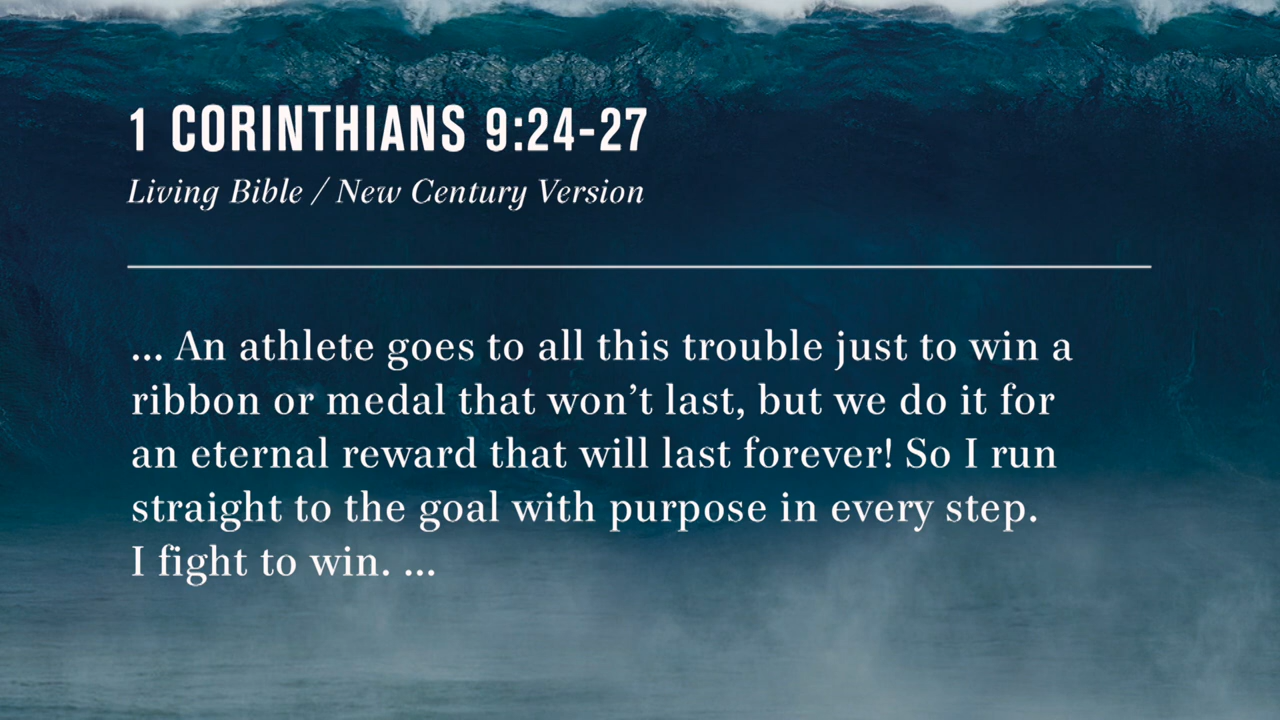 1 CORINTHIANS 9:24-27
Living Bible / New Century Version
... An athlete goes to all this trouble just to win a
ribbon or medal that won’t last, but we do it for
an eternal reward that will last forever! So I run
straight to the goal with purpose in every step.
I fight to win. ...